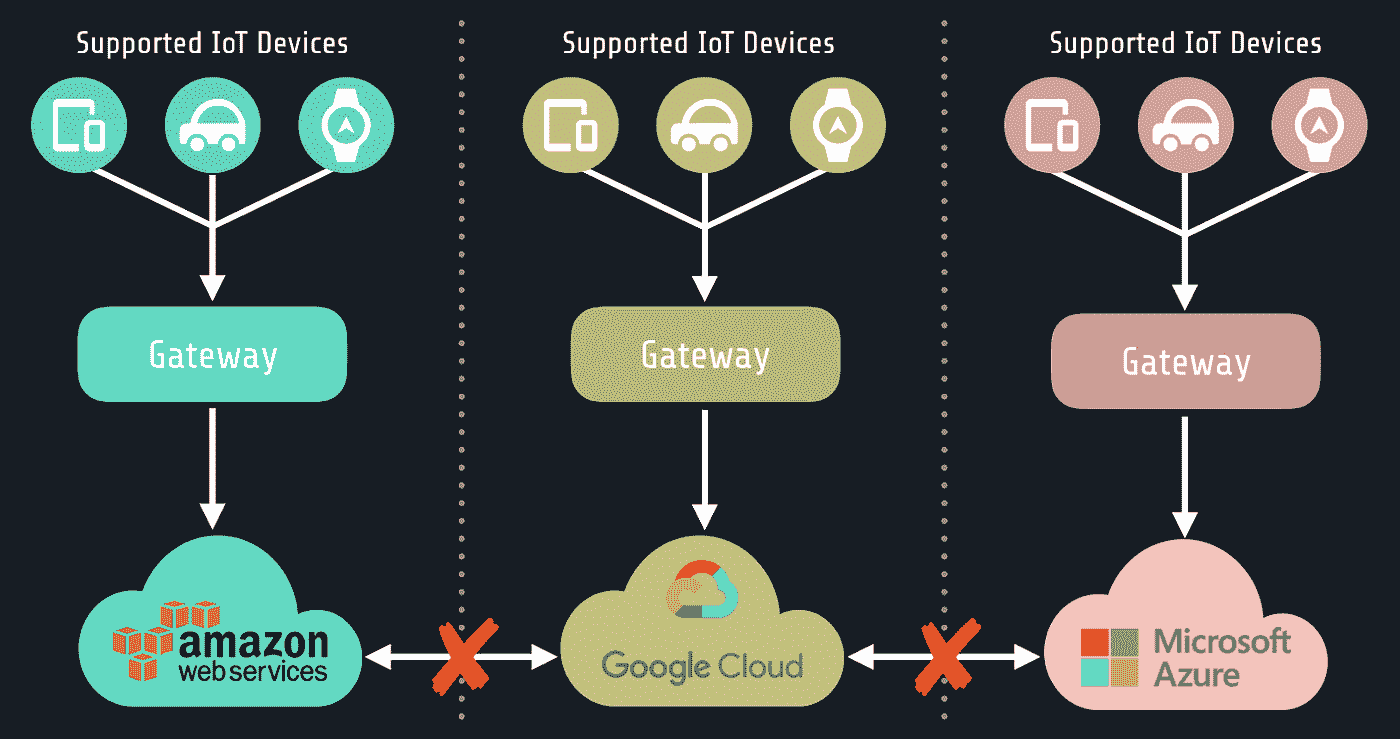 Supported IoT Devices
Supported IoT Devices
Supported IoT Devices
Gateway
Gateway
Gateway
amazon
webservices
Google Cloud
Microsoft
Azure